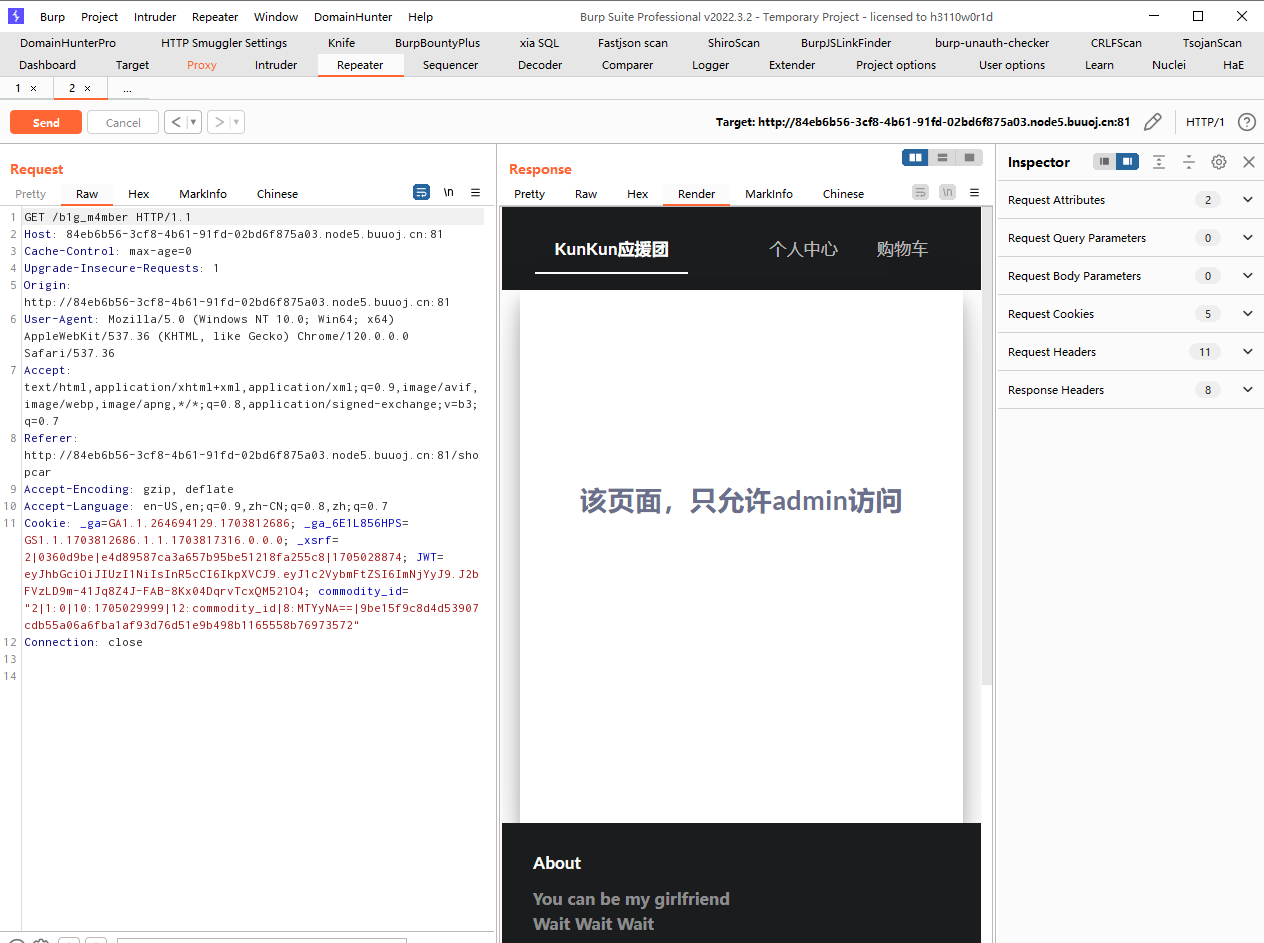 Burp Project Intruder Repeater Window DomainHunter Help Burp Suite Professional v2022.3.2 - Temporary Project - licensed to h3110w0r1d
DomainHunterPro HTTP Smuggler Settings Knife BurpBountyPlus xia SQL Fastjson scan ShiroScan BurpJSLinkFinder burp-unauth-checker CRLFScan TsojanScan
Dashboard Target Proxy Intruder Repeater Sequencer Decoder Comparer Logger Extender Project options User options Learn Nuclei HaE
1 × 2 × ...
Send Cancel < > Target: http://84eb6b56-3cf8-4b61-91fd-02bd6f875a03.node5.buuoj.cn:81 HTTP/1 ?
Request
Pretty Raw Hex MarkInfo Chinese \n
1 GET /b1g_m4mber HTTP/1.1
2 Host: 84eb6b56-3cf8-4b61-91fd-02bd6f875a03.node5.buuoj.cn:81
3 Cache-Control: max-age=0
4 Upgrade-Insecure-Requests: 1
5 Origin:
http://84eb6b56-3cf8-4b61-91fd-02bd6f875a03.node5.buuoj.cn:81
6 User-Agent: Mozilla/5.0 (Windows NT 10.0; Win64; x64)
AppleWebKit/537.36 (KHTML, like Gecko) Chrome/120.0.0.0
Safari/537.36
7 Accept:
text/html,application/xhtml+xml,application/xml;q=0.9,image/avif,
image/webp,image/apng,*/*;q=0.8,application/signed-exchange;v=b3;
q=0.7
8 Referer:
http://84eb6b56-3cf8-4b61-91fd-02bd6f875a03.node5.buuoj.cn:81/sho
pcar
9 Accept-Encoding: gzip, deflate
10 Accept-Language: en-US,en;q=0.9,zh-CN;q=0.8,zh;q=0.7
11 Cookie: _ga=GA1.1.264694129.1703812686; _ga_6E1L856HPS=
GS1.1.1703812686.1.1.1703817316.0.0.0; _xsrf=
2|0360d9be|e4d89587ca3a657b95be51218fa255c8|1705028874; JWT=
eyJhbGciOiJIUzI1NiIsInR5cCI6IkpXVCJ9.eyJ1c2VybmFtZSI6ImNjYyJ9.J2b
FVzLD9m-41Jq8Z4J-FAB-8Kx04DqrvTcxQM521O4; commodity_id=
"2|1:0|10:1705029999|12:commodity_id|8:MTYyNA==|9be15f9c8d4d53907
cdb55a06a6fba1af93d76d51e9b498b1165558b76973572"
12 Connection: close
13
14
Response
Pretty Raw Hex Render MarkInfo Chinese \n
KunKun应援团 个人中心 购物车
该页面，只允许admin访问
About
You can be my girlfriend
Wait Wait Wait
Inspector
Request Attributes 2
Request Query Parameters 0
Request Body Parameters 0
Request Cookies 5
Request Headers 11
Response Headers 8